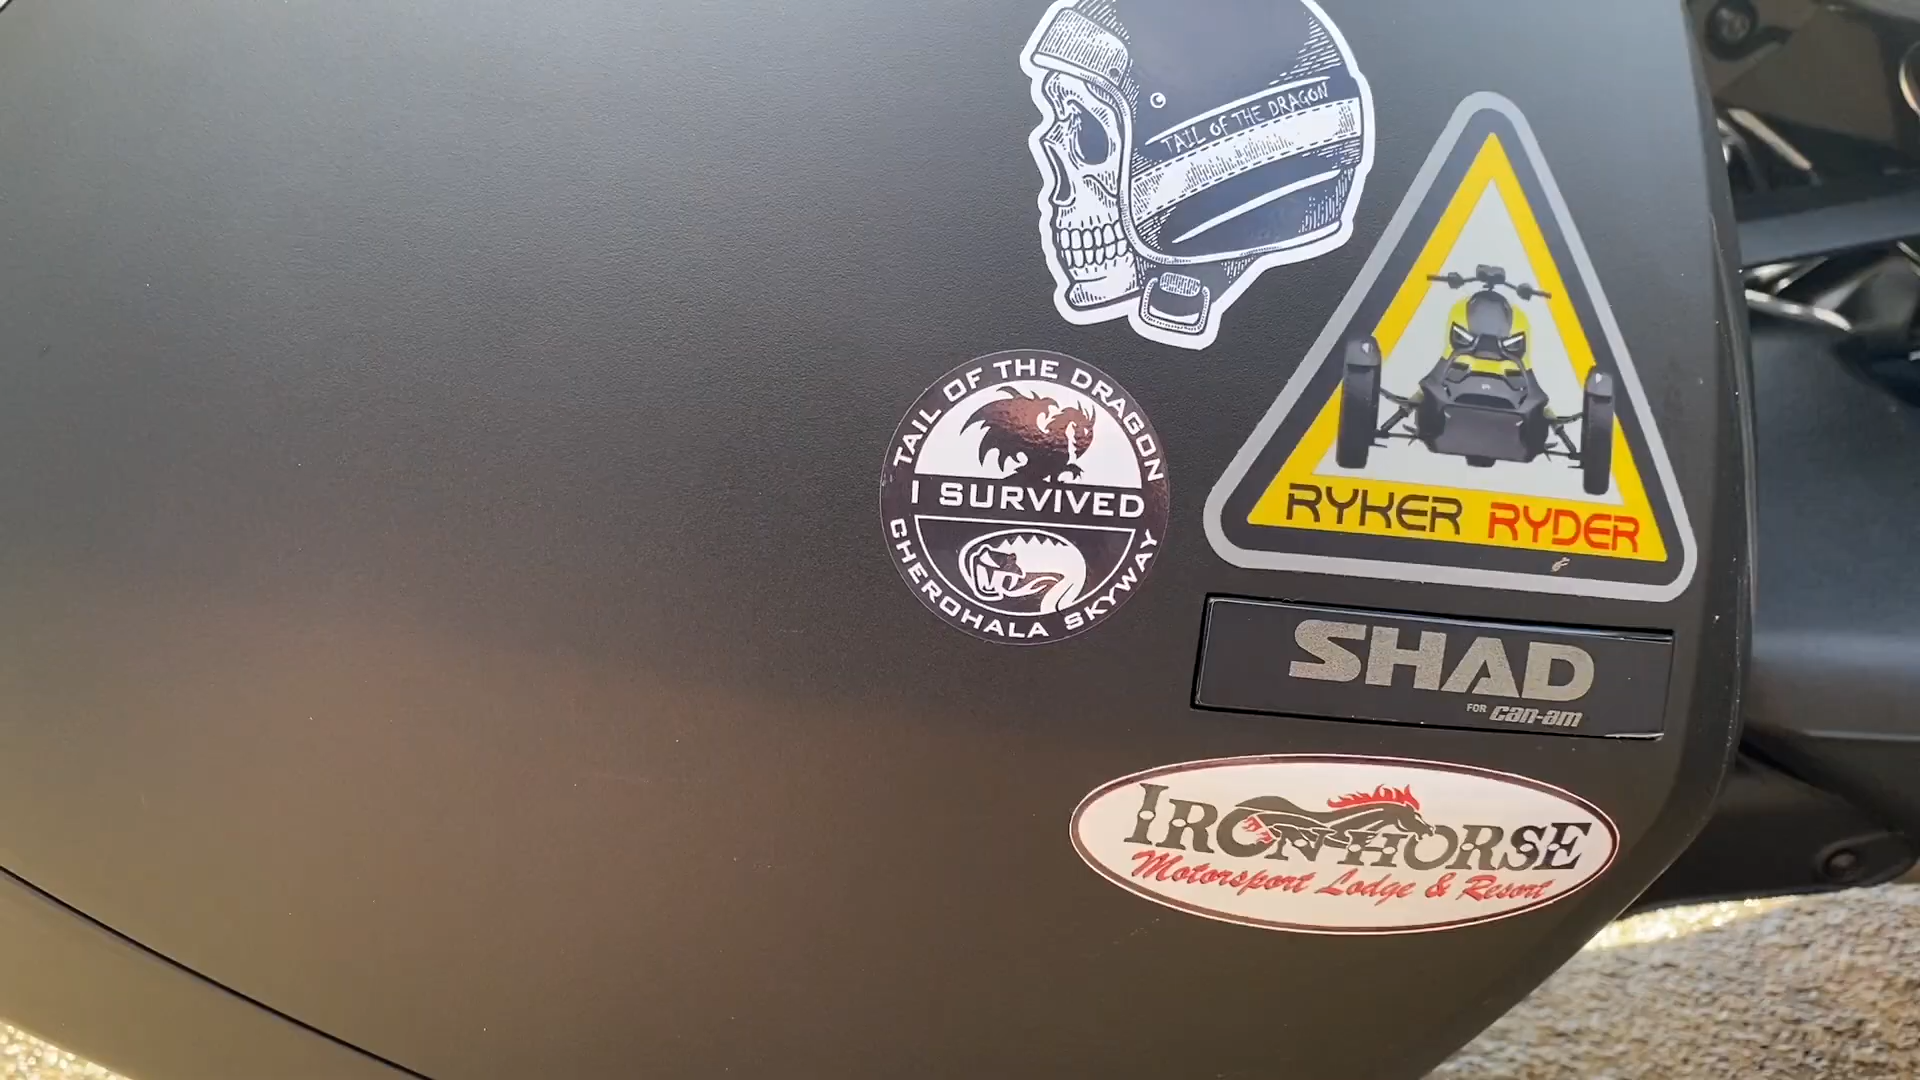 TAIL OF THE DRAGON
TAIL OF THE DRAGON
I SURVIVED
CHEROHALA SKYWAY
RYKER RYDER
SHAD
FOR can-am
IRON HORSE
Motorsport Lodge & Resort